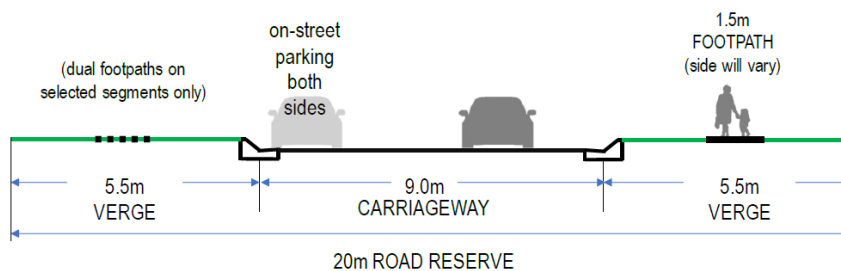 (dual footpaths on
selected segments only)
on-street
parking
both
sides
1.5m
FOOTPATH
(side will vary)
5.5m
VERGE
9.0m
CARRIAGEWAY
5.5m
VERGE
20m ROAD RESERVE